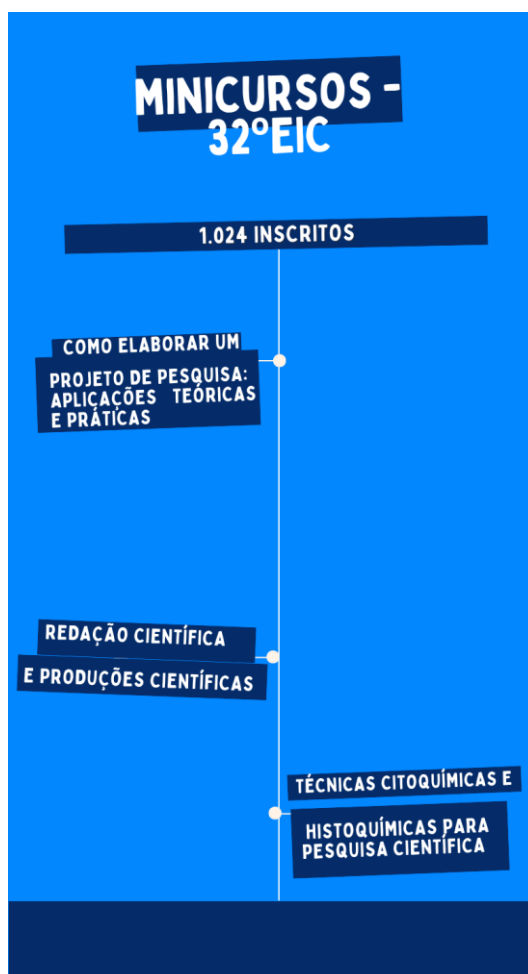 MINICURSOS -
32ºEIC
1.024 INSCRITOS
COMO ELABORAR UM
PROJETO DE PESQUISA:
APLICAÇÕES TEÓRICAS
E PRÁTICAS
REDAÇÃO CIENTÍFICA
E PRODUÇÕES CIENTÍFICAS
TÉCNICAS CITOQUÍMICAS E
HISTOQUÍMICAS PARA
PESQUISA CIENTÍFICA